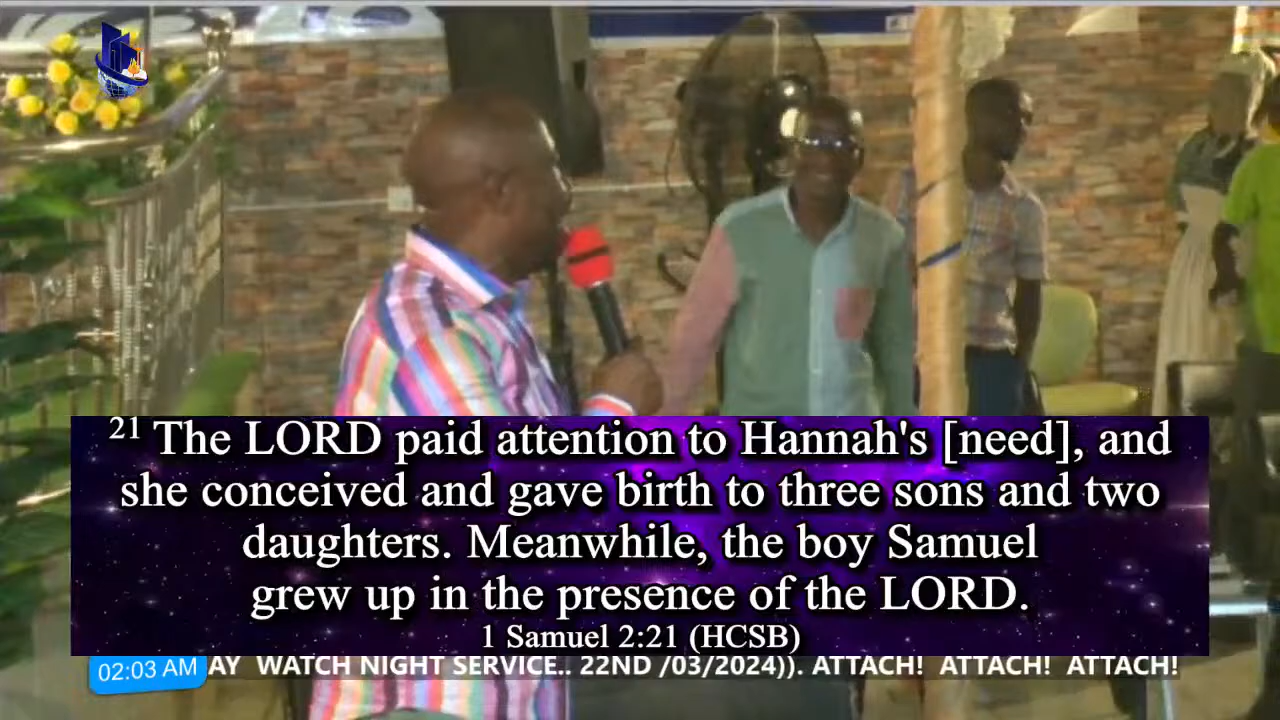 21 The LORD paid attention to Hannah's [need], and
she conceived and gave birth to three sons and two
daughters. Meanwhile, the boy Samuel
grew up in the presence of the LORD.
1 Samuel 2:21 (HCSB)
02:03 AM AY WATCH NIGHT SERVICE.. 22ND /03/2024)). ATTACH! ATTACH! ATTACH!